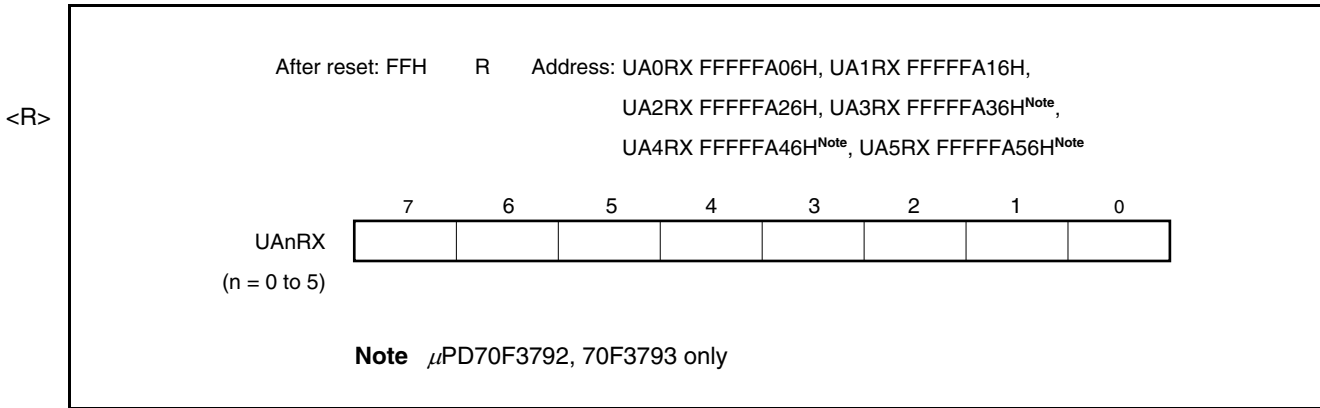 After reset: FFH R Address: UA0RX FFFFFA06H, UA1RX FFFFFA16H,
<R> UA2RX FFFFFA26H, UA3RX FFFFFA36HNote,
UA4RX FFFFFA46HNote, UA5RX FFFFFA56HNote
7 6 5 4 3 2 1 0
UAnRX
(n = 0 to 5)
Note μPD70F3792, 70F3793 only